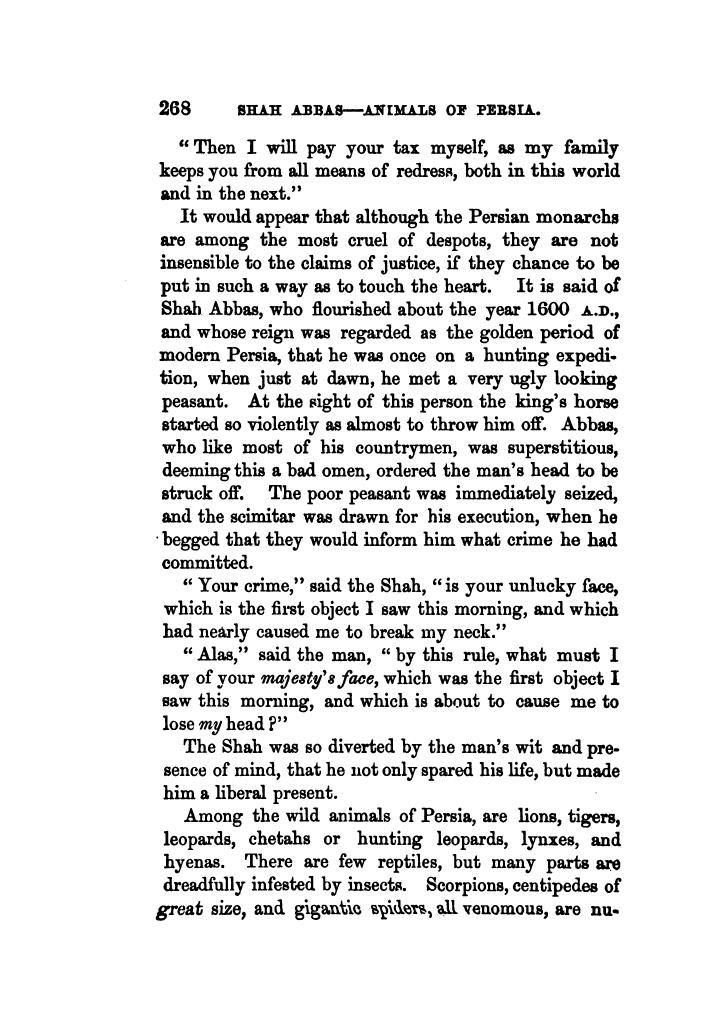 268 SHAH ABBAS—ANIMALS OF PERSIA.
“ Then I will pay your tax myself, as my family
keeps you from all means of redress, both in this world
and in the next.”
It would appear that although the Persian monarchs
are among the most cruel of despots, they are not
insensible to the claims of justice, if they chance to be
put in such a way as to touch the heart. It is said of
Shah Abbas, who flourished about the year 1600 A.D.,
and whose reign was regarded as the golden period of
modern Persia, that he was once on a hunting expedi-
tion, when just at dawn, he met a very ugly looking
peasant. At the sight of this person the king’s horse
started so violently as almost to throw him off. Abbas,
who like most of his countrymen, was superstitious,
deeming this a bad omen, ordered the man’s head to be
struck off. The poor peasant was immediately seized,
and the scimitar was drawn for his execution, when he
begged that they would inform him what crime he had
committed.
“ Your crime,” said the Shah, “ is your unlucky face,
which is the first object I saw this morning, and which
had nearly caused me to break my neck.”
“ Alas,” said the man, “ by this rule, what must I
say of your majesty’s face, which was the first object I
saw this morning, and which is about to cause me to
lose my head ?”
The Shah was so diverted by the man’s wit and pre-
sence of mind, that he not only spared his life, but made
him a liberal present.
Among the wild animals of Persia, are lions, tigers,
leopards, chetahs or hunting leopards, lynxes, and
hyenas. There are few reptiles, but many parts are
dreadfully infested by insects. Scorpions, centipedes of
great size, and gigantic spiders, all venomous, are nu-